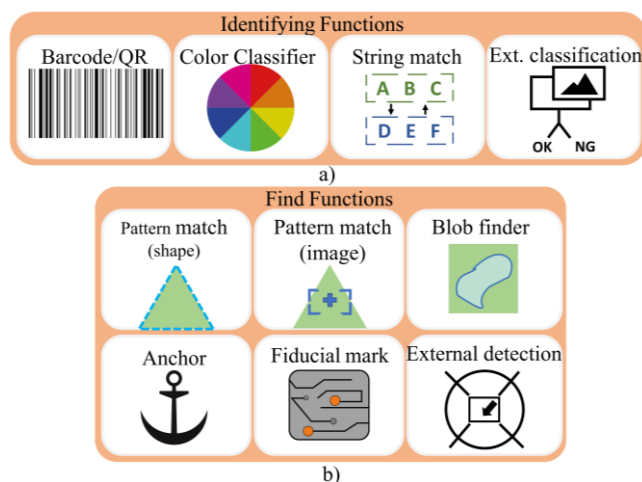 Identifying Functions
Barcode/QR
Color Classifier
String match
Ext. classification
A B C
D E F
OK NG
a)
Find Functions
Pattern match
(shape)
Pattern match
(image)
Blob finder
Anchor
Fiducial mark
External detection
b)